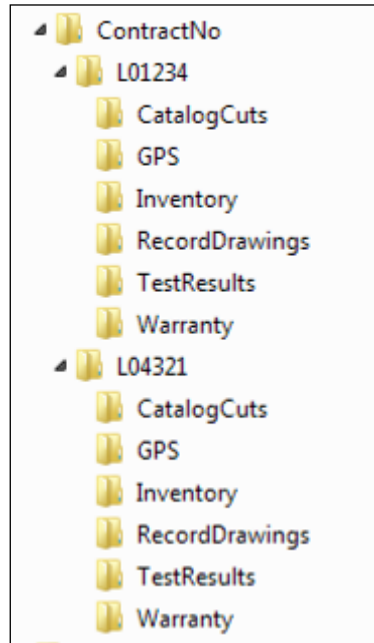 ContractNo
L01234
CatalogCuts
GPS
Inventory
RecordDrawings
TestResults
Warranty
L04321
CatalogCuts
GPS
Inventory
RecordDrawings
TestResults
Warranty